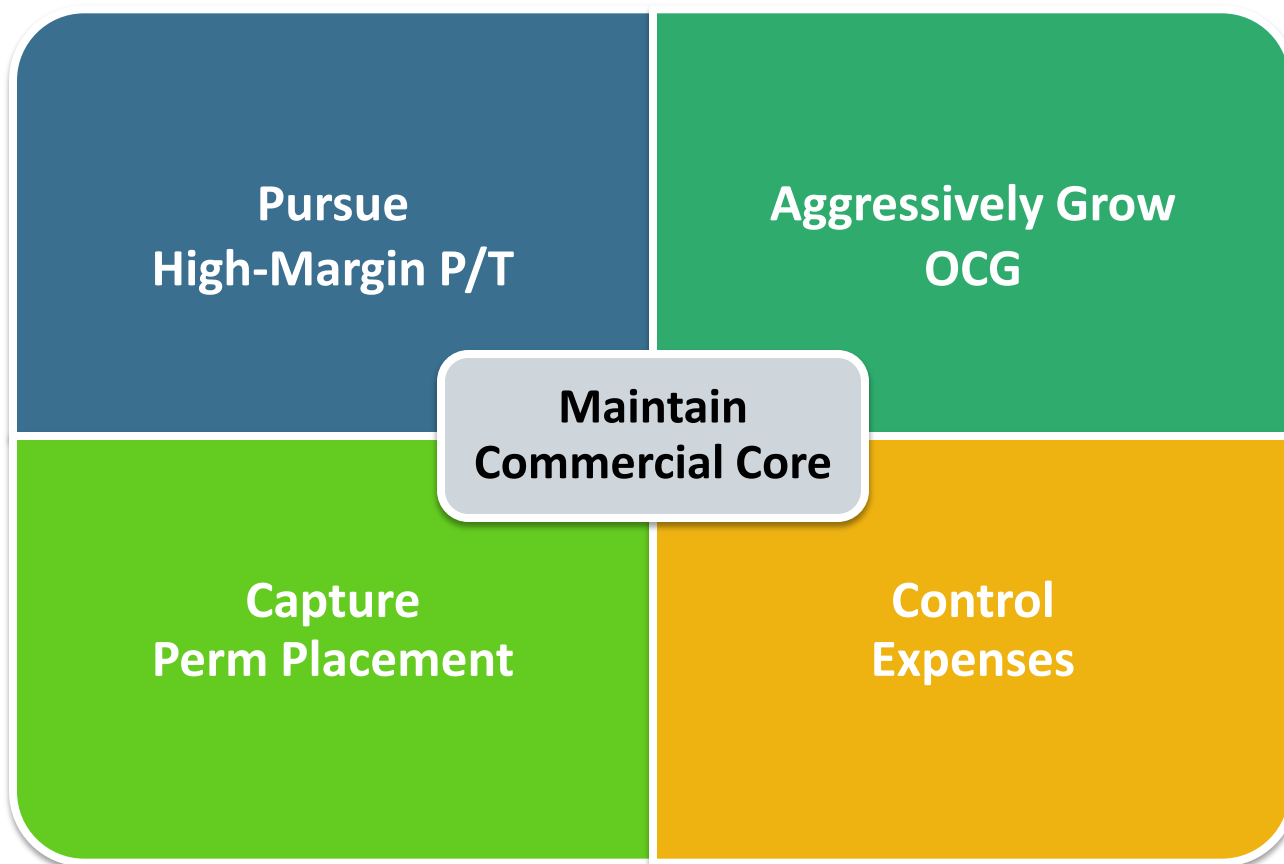 Pursue
High-Margin P/T
Aggressively Grow
OCG
Maintain
Commercial Core
Capture
Perm Placement
Control
Expenses